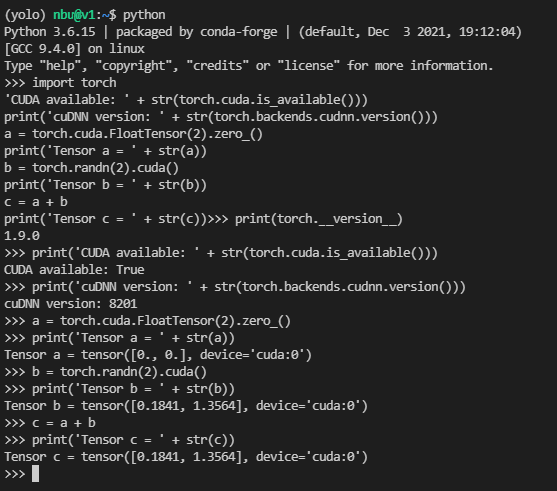 (yolo) nbu@v1:~$ python
Python 3.6.15 | packaged by conda-forge | (default, Dec  3 2021, 19:12:04)
[GCC 9.4.0] on linux
Type "help", "copyright", "credits" or "license" for more information.
>>> import torch
'CUDA available: ' + str(torch.cuda.is_available()))
print('cuDNN version: ' + str(torch.backends.cudnn.version()))
a = torch.cuda.FloatTensor(2).zero_()
print('Tensor a = ' + str(a))
b = torch.randn(2).cuda()
print('Tensor b = ' + str(b))
c = a + b
print('Tensor c = ' + str(c))>>> print(torch.__version__)
1.9.0
>>> print('CUDA available: ' + str(torch.cuda.is_available()))
CUDA available: True
>>> print('cuDNN version: ' + str(torch.backends.cudnn.version()))
cuDNN version: 8201
>>> a = torch.cuda.FloatTensor(2).zero_()
>>> print('Tensor a = ' + str(a))
Tensor a = tensor([0., 0.], device='cuda:0')
>>> b = torch.randn(2).cuda()
>>> print('Tensor b = ' + str(b))
Tensor b = tensor([0.1841, 1.3564], device='cuda:0')
>>> c = a + b
>>> print('Tensor c = ' + str(c))
Tensor c = tensor([0.1841, 1.3564], device='cuda:0')
>>>